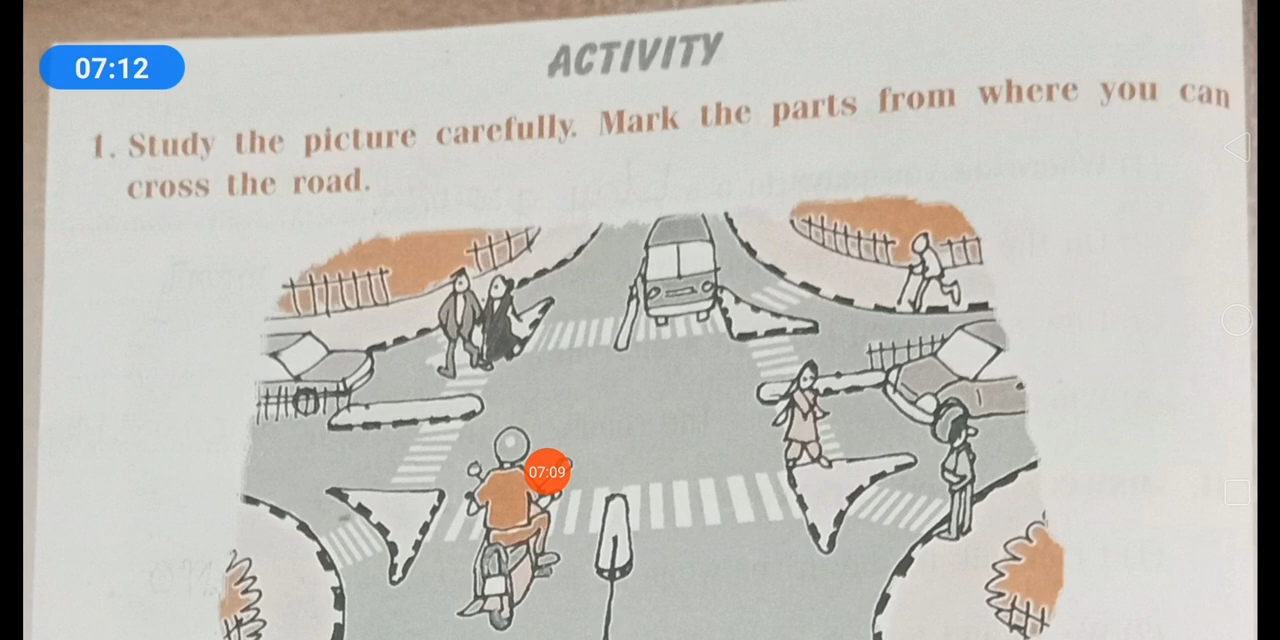 07:12
ACTIVITY
1. Study the picture carefully. Mark the parts from where you can
cross the road.
07:09